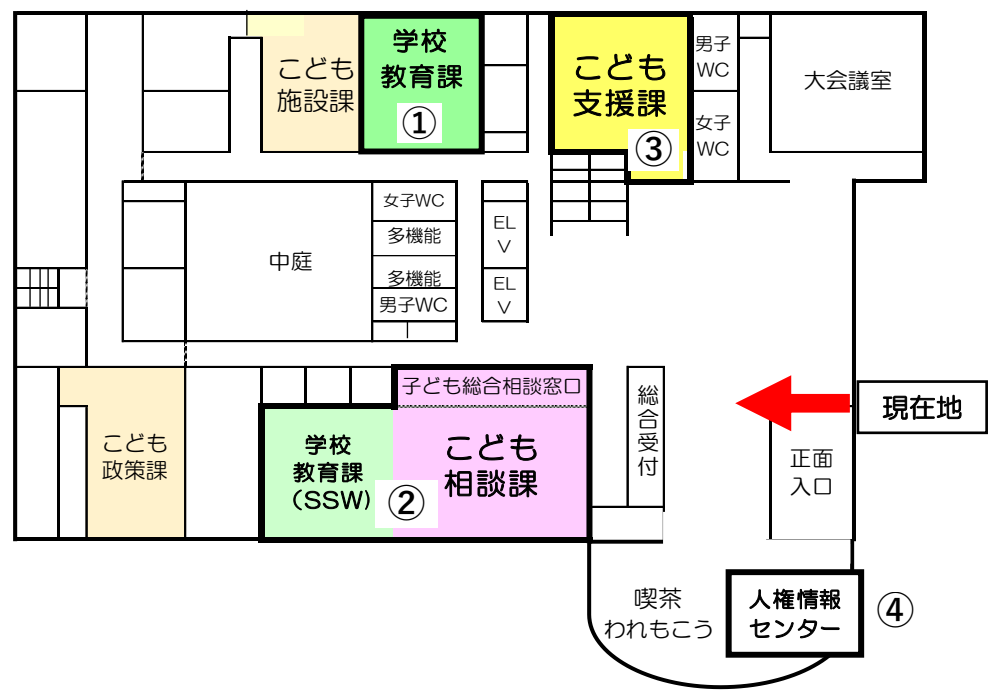 こども
施設課
学校
教育課
①
こども
支援課
③
男子
WC
女子
WC
大会議室
中庭
女子WC
多機能
多機能
男子WC
EL
V
EL
V
こども
政策課
子ども総合相談窓口
学校
教育課
(SSW)
②
こども
相談課
総合受付
現在地
正面
入口
喫茶
われもこう
人権情報
センター
④